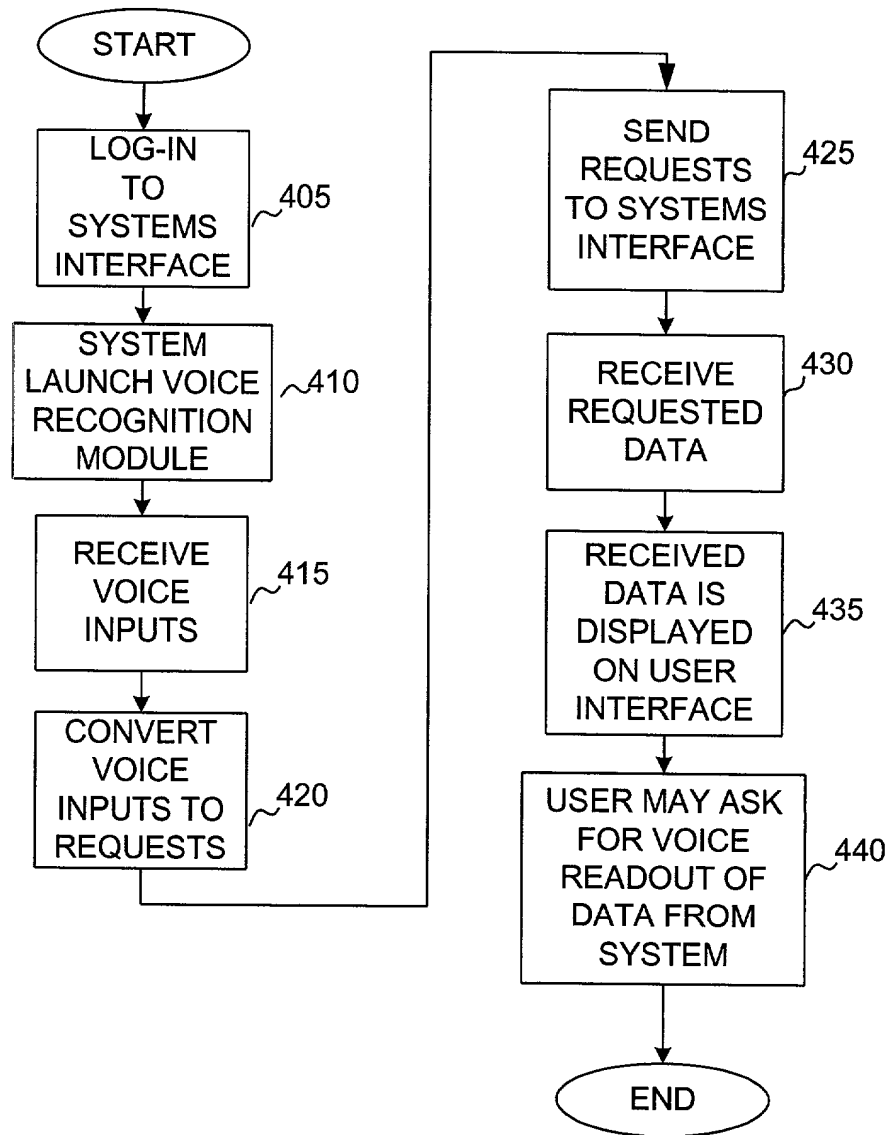 START
LOG-IN
TO
SYSTEMS
INTERFACE
405
SYSTEM
LAUNCH VOICE
RECOGNITION
MODULE
410
RECEIVE
VOICE
INPUTS
415
CONVERT
VOICE
INPUTS TO
REQUESTS
420
SEND
REQUESTS
TO SYSTEMS
INTERFACE
425
RECEIVE
REQUESTED
DATA
430
RECEIVED
DATA IS
DISPLAYED
ON USER
INTERFACE
435
USER MAY ASK
FOR VOICE
READOUT OF
DATA FROM
SYSTEM
440
END